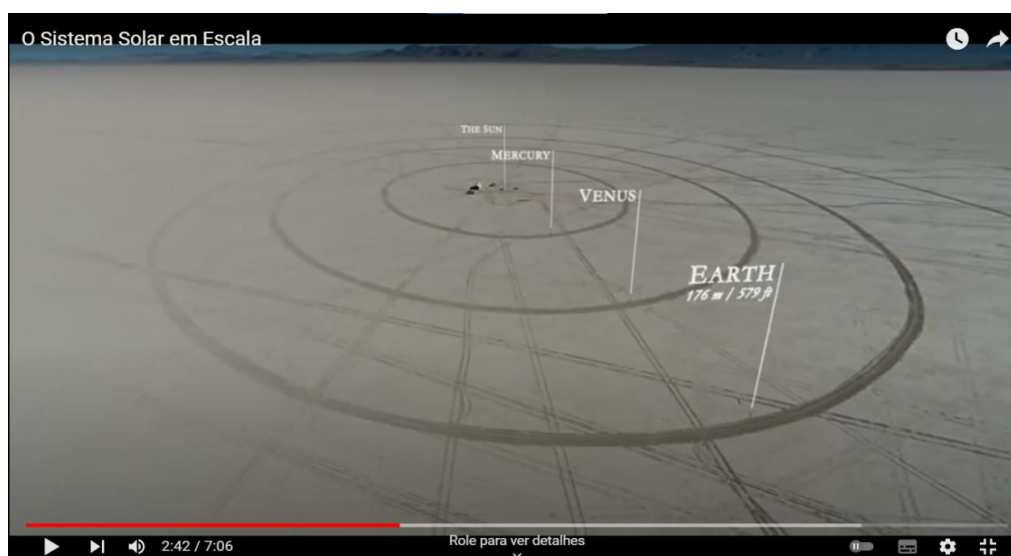 O Sistema Solar em Escala
THE SUN
MERCURY
VENUS
EARTH
176 m / 579 ft
2:42 / 7:06
Role para ver detalhes